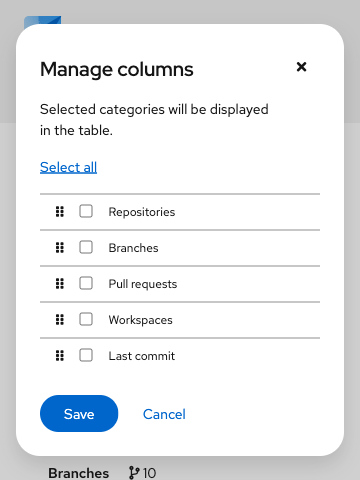 Manage columns
Selected categories will be displayed
in the table.
Select all
Repositories
Branches
Pull requests
Workspaces
Last commit
Save Cancel
Branches 10